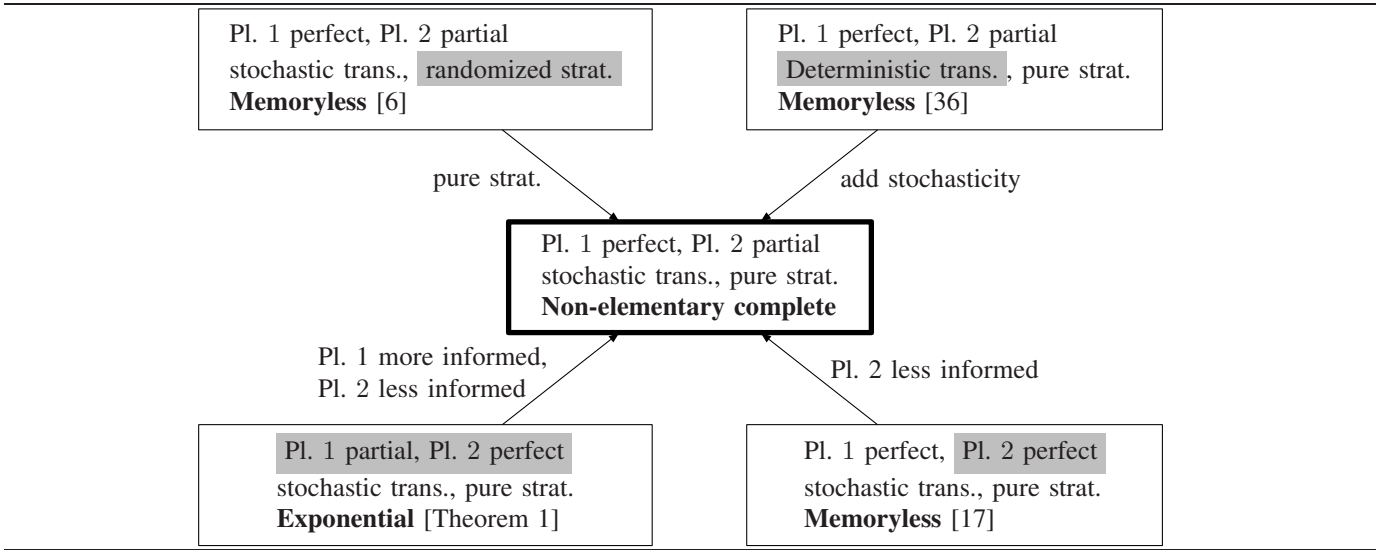 Pl. 1 perfect, Pl. 2 partial
stochastic trans., randomized strat.
Memoryless [6]
Pl. 1 perfect, Pl. 2 partial
Deterministic trans. , pure strat.
Memoryless [36]
pure strat.
add stochasticity
Pl. 1 perfect, Pl. 2 partial
stochastic trans., pure strat.
Non-elementary complete
Pl. 1 more informed,
Pl. 2 less informed
Pl. 2 less informed
Pl. 1 partial, Pl. 2 perfect
stochastic trans., pure strat.
Exponential [Theorem 1]
Pl. 1 perfect, Pl. 2 perfect
stochastic trans., pure strat.
Memoryless [17]